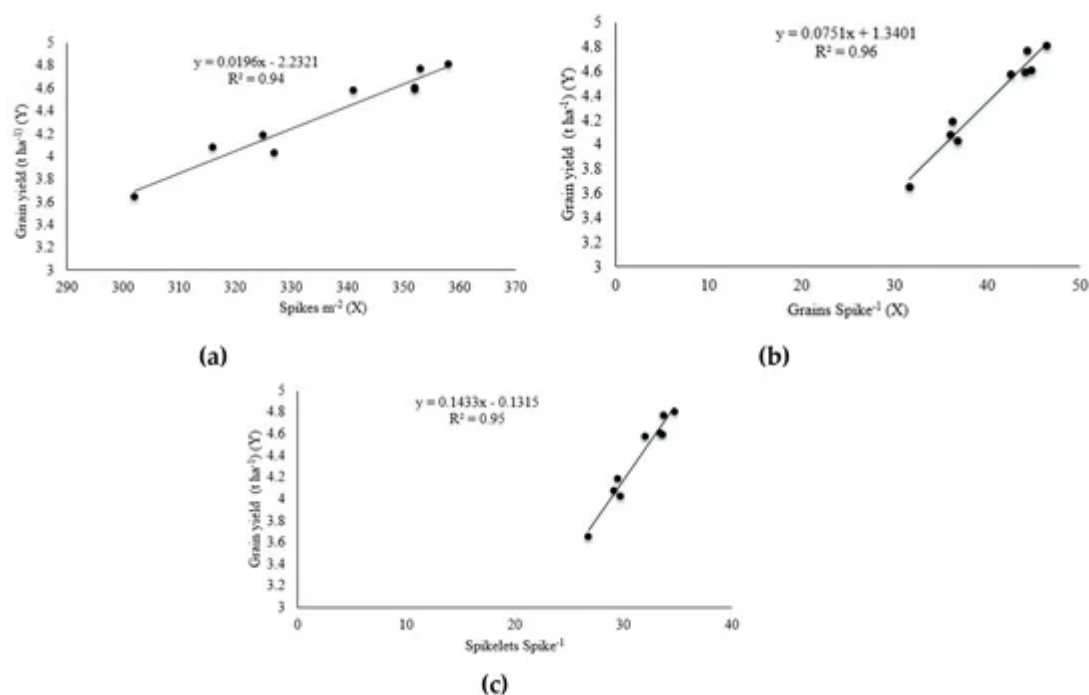 y = 0.0196x - 2.2321
R² = 0.94
Grain yield (t ha⁻¹) (Y)
5
4.8
4.6
4.4
4.2
4
3.8
3.6
3.4
3.2
3
290 300 310 320 330 340 350 360 370
Spikes m⁻² (X)
(a)
y = 0.0751x + 1.3401
R² = 0.96
Grain yield (t ha⁻¹) (Y)
5
4.8
4.6
4.4
4.2
4
3.8
3.6
3.4
3.2
3
0 10 20 30 40 50
Grains Spike⁻¹ (X)
(b)
y = 0.1433x - 0.1315
R² = 0.95
Grain yield (t ha⁻¹) (Y)
5
4.8
4.6
4.4
4.2
4
3.8
3.6
3.4
3.2
3
0 10 20 30 40
Spikelets Spike⁻¹
(c)